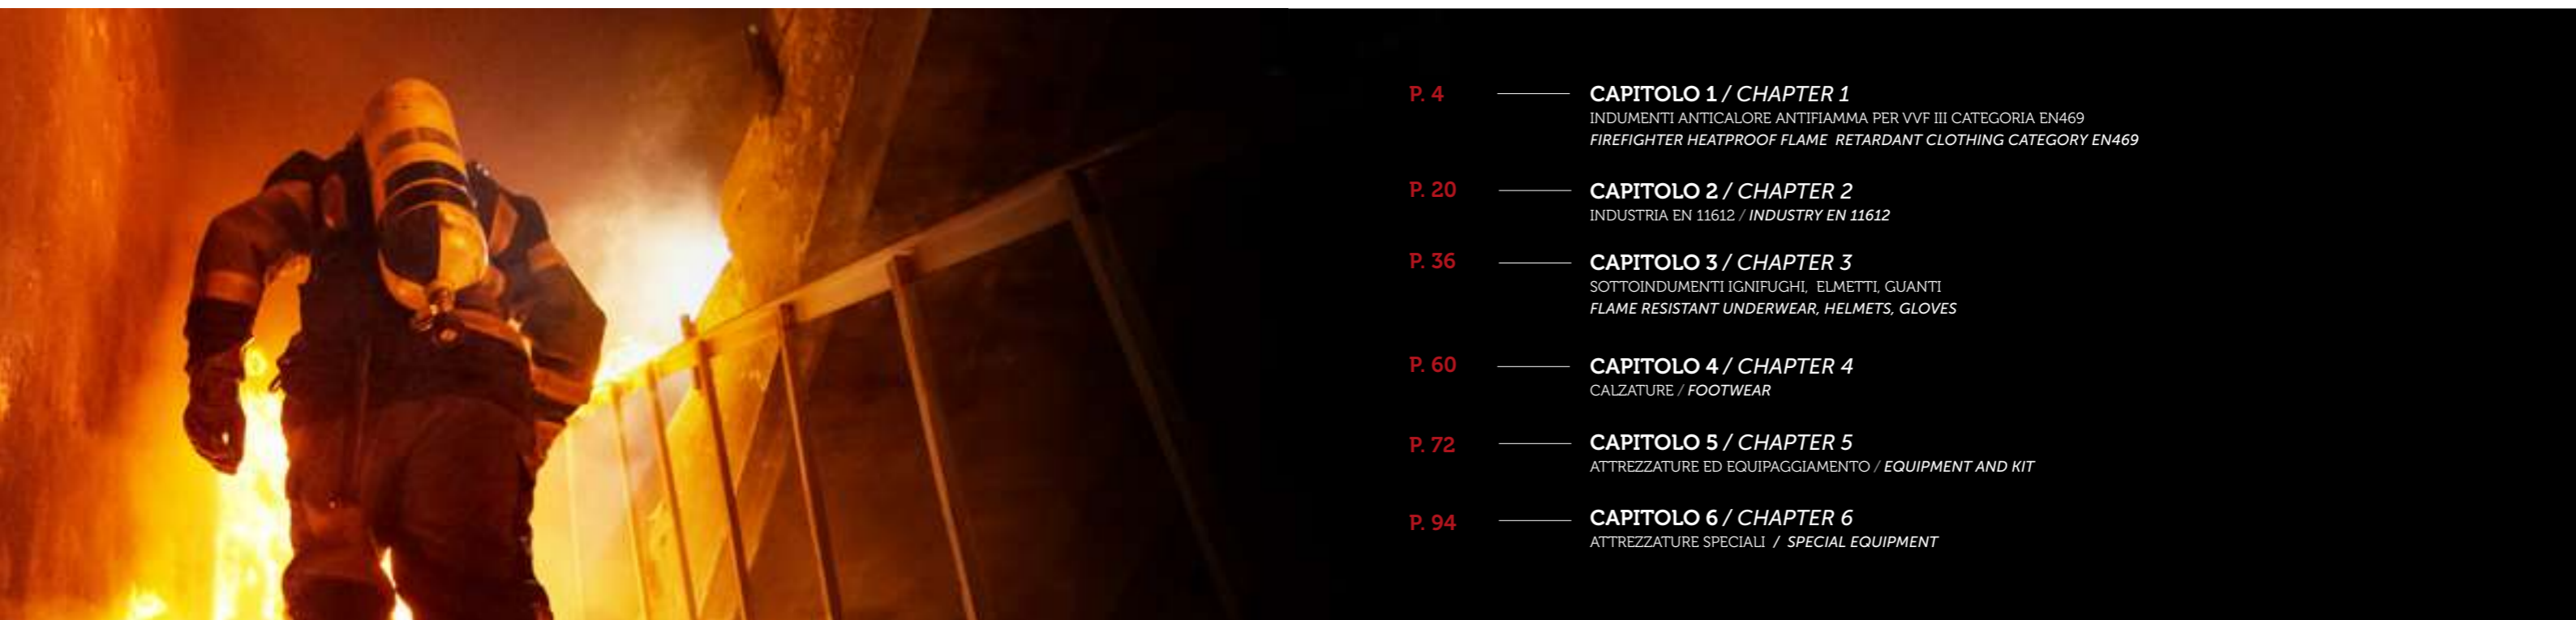 P. 4
CAPITOLO 1 / CHAPTER 1
INDUMENTI ANTICALORE ANTIFIAMMA PER VVF III CATEGORIA EN469
FIREFIGHTER HEATPROOF FLAME RETARDANT CLOTHING CATEGORY EN469
P. 20
CAPITOLO 2 / CHAPTER 2
INDUSTRIA EN 11612 / INDUSTRY EN 11612
P. 36
CAPITOLO 3 / CHAPTER 3
SOTTOINDUMENTI IGNIFUGHI, ELMETTI, GUANTI
FLAME RESISTANT UNDERWEAR, HELMETS, GLOVES
P. 60
CAPITOLO 4 / CHAPTER 4
CALZATURE / FOOTWEAR
P. 72
CAPITOLO 5 / CHAPTER 5
ATTREZZATURE ED EQUIPAGGIAMENTO / EQUIPMENT AND KIT
P. 94
CAPITOLO 6 / CHAPTER 6
ATTREZZATURE SPECIALI / SPECIAL EQUIPMENT